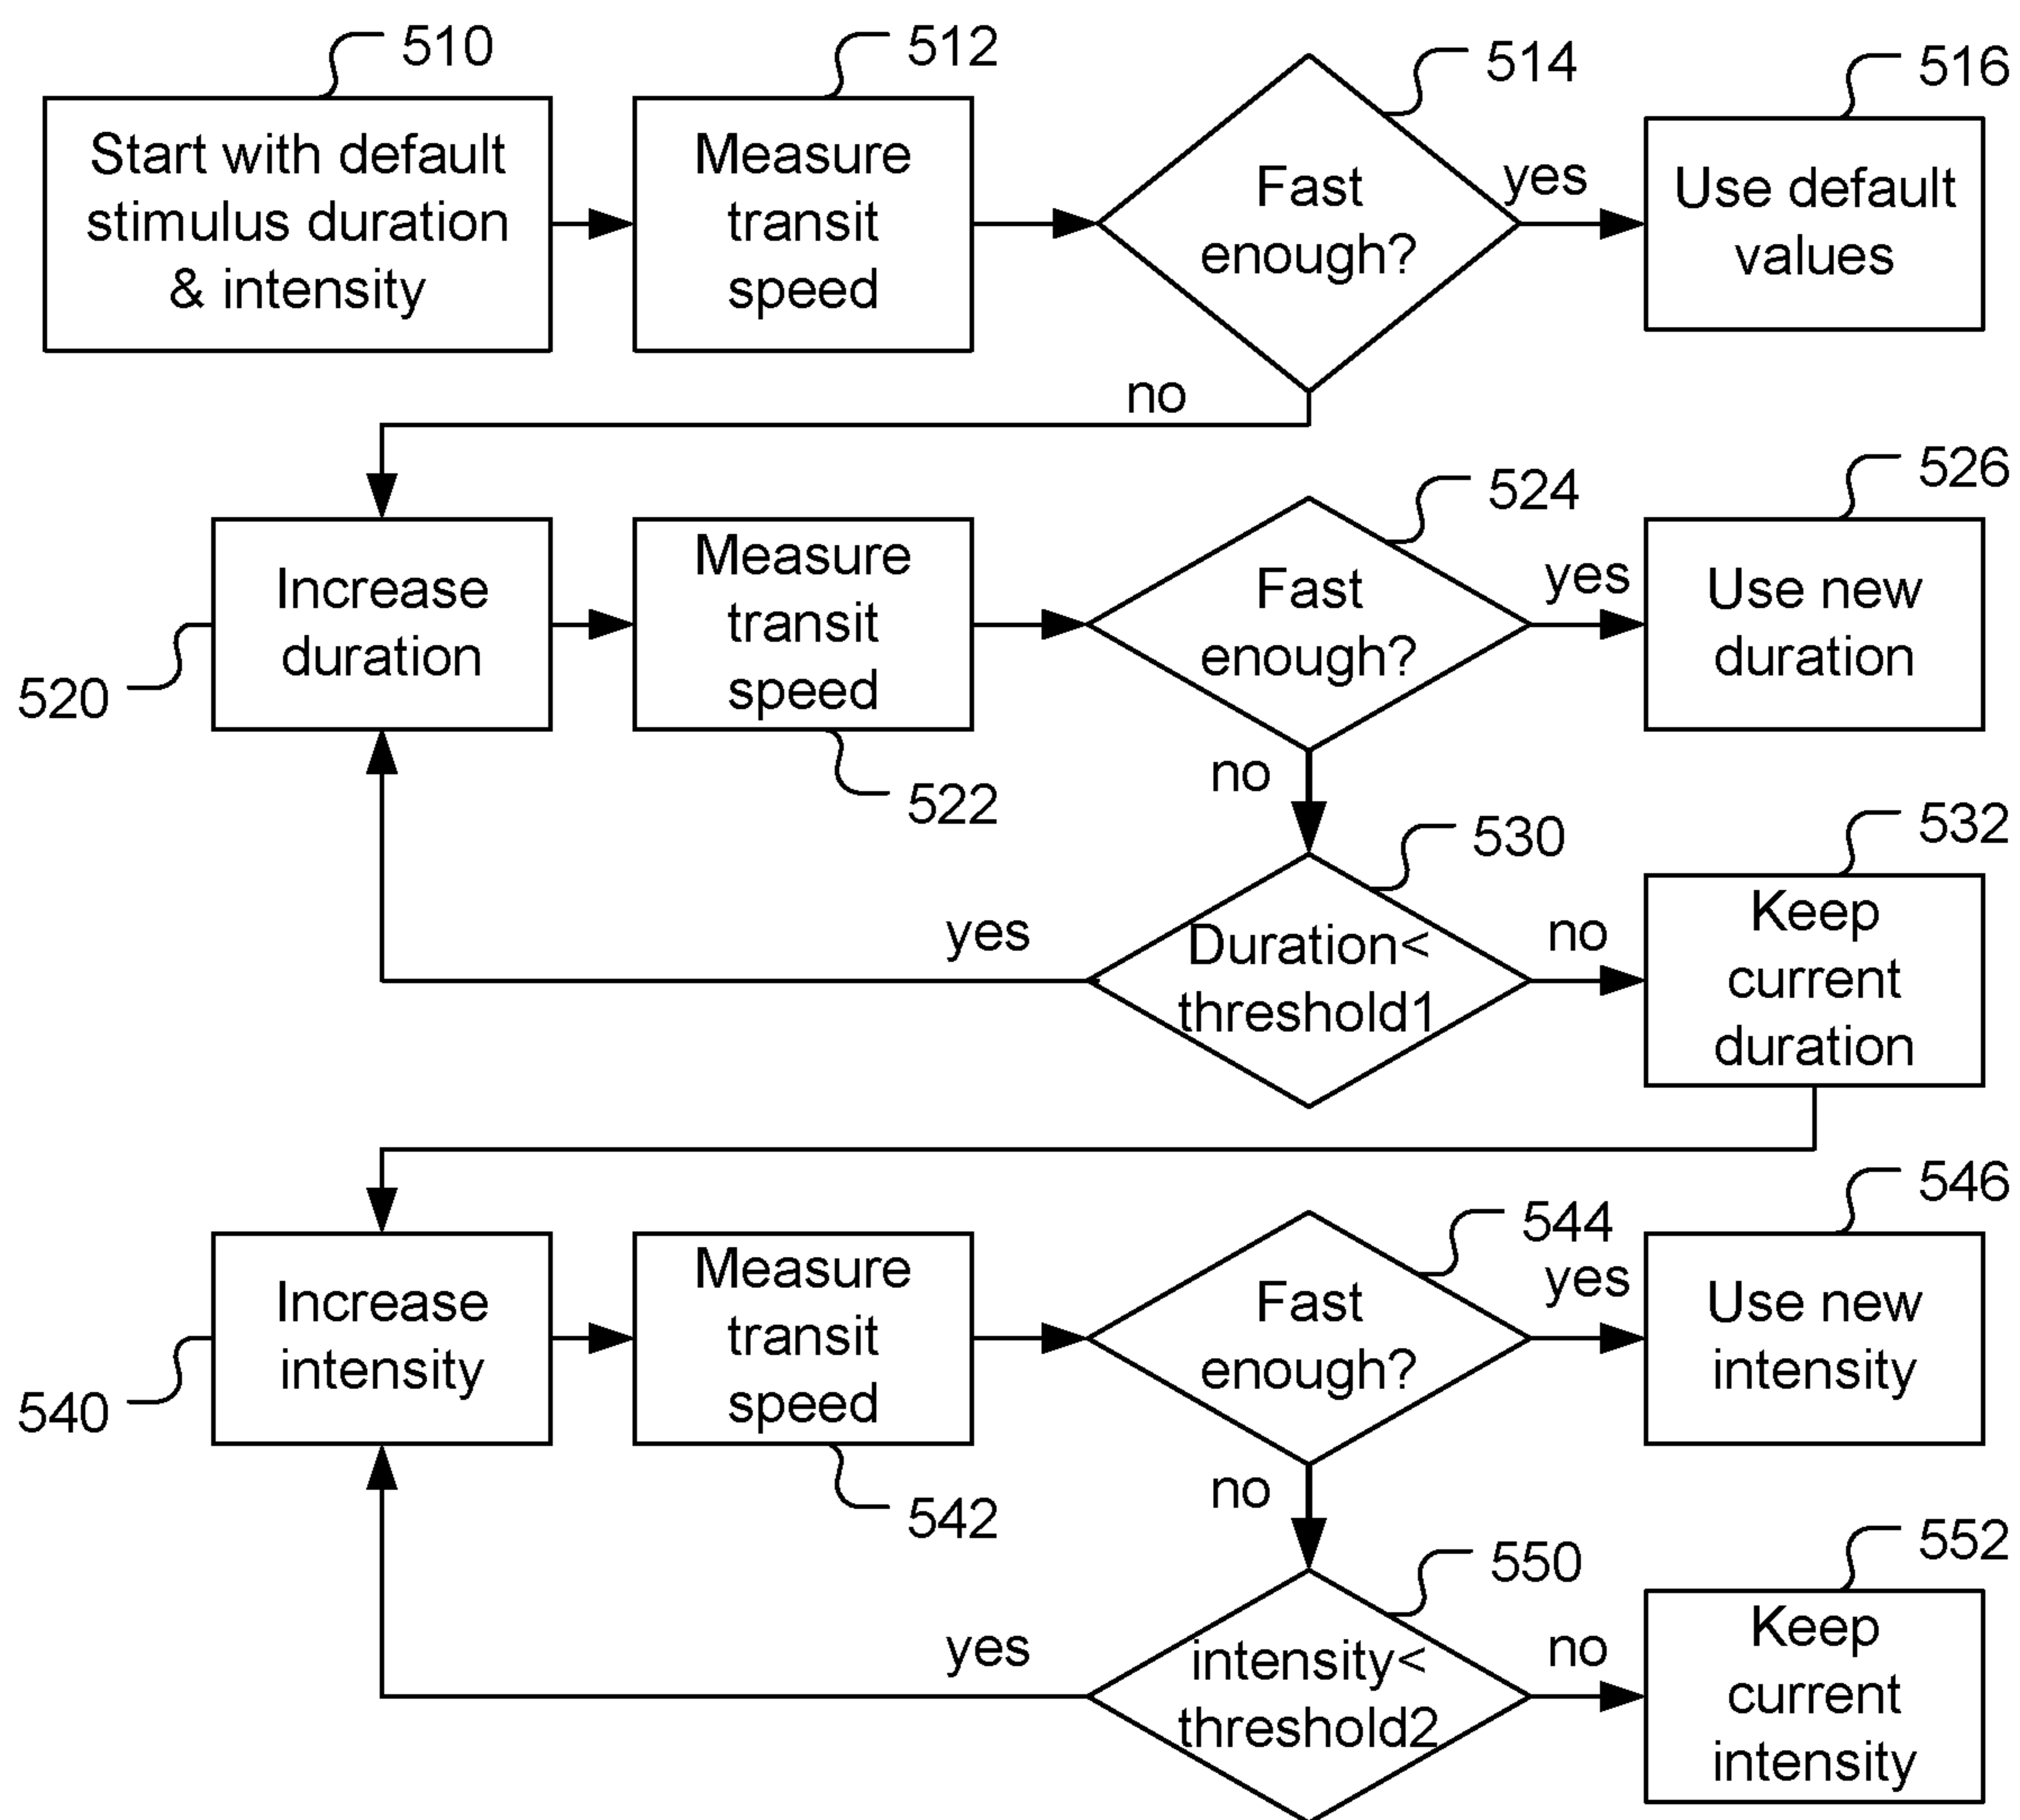 510
512
514
516
Start with default
stimulus duration
& intensity
Measure
transit
speed
Fast
enough?
yes
Use default
values
no
520
Increase
duration
Measure
transit
speed
522
524
Fast
enough?
yes
526
Use new
duration
no
530
Duration<
threshold1
yes
no
532
Keep
current
duration
540
Increase
intensity
Measure
transit
speed
542
544
Fast
enough?
yes
546
Use new
intensity
no
550
intensity<
threshold2
yes
no
552
Keep
current
intensity